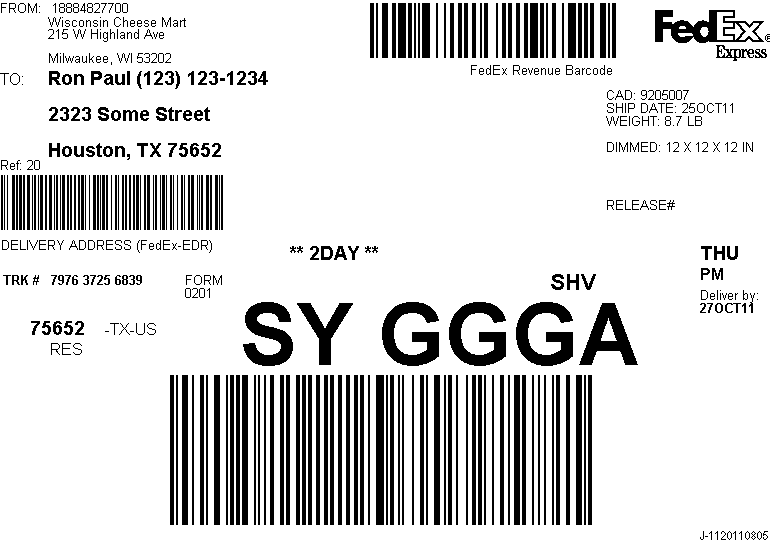 FROM: 18884827700
Wisconsin Cheese Mart
215 W Highland Ave
Milwaukee, WI 53202
FedEx®
Express
FedEx Revenue Barcode
TO: Ron Paul (123) 123-1234
2323 Some Street
Houston, TX 75652
CAD: 9205007
SHIP DATE: 25OCT11
WEIGHT: 8.7 LB
DIMMED: 12 X 12 X 12 IN
Ref: 20
RELEASE#
DELIVERY ADDRESS (FedEx-EDR)
** 2DAY **
THU
PM
Deliver by:
27OCT11
TRK # 7976 3725 6839 FORM
0201
SHV
75652 -TX-US
RES
SY GGGA
J-1120110805